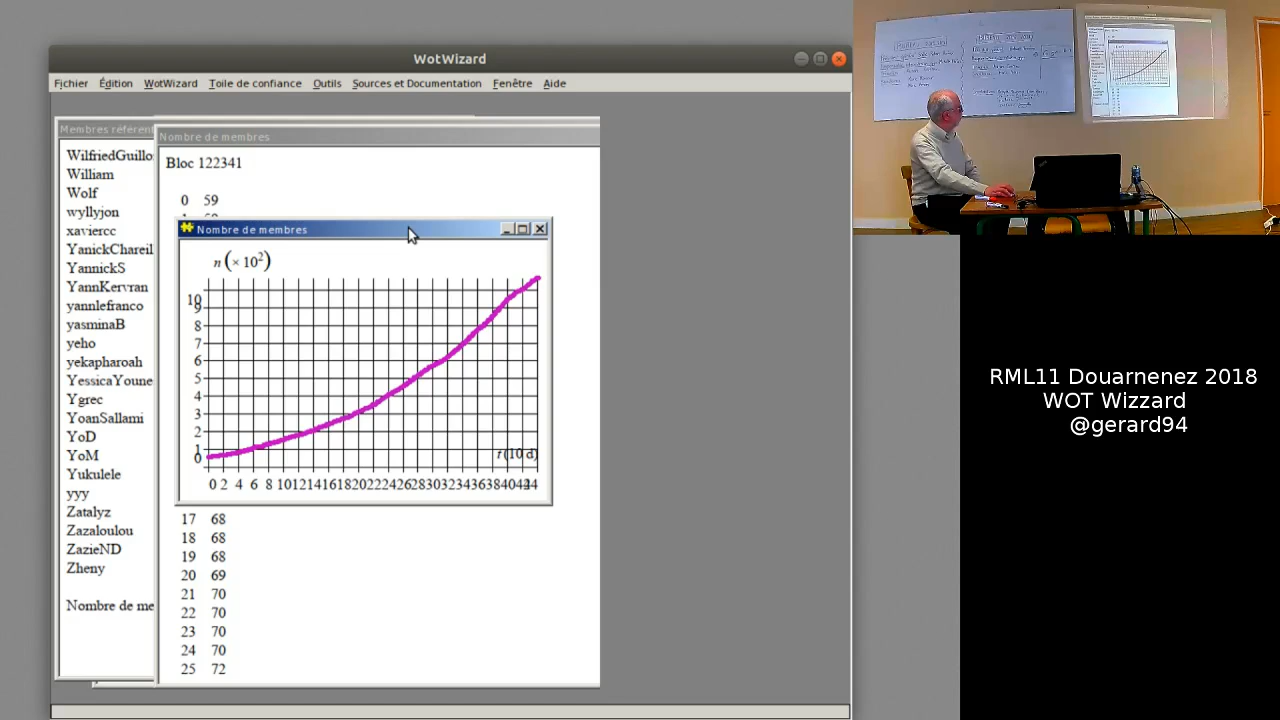 WotWizard
Fichier Édition WotWizard Toile de confiance Outils Sources et Documentation Fenêtre Aide
Membres référent
WilfriedGuillo
William
Wolf
wyllyjon
xaviercc
YanickChareil
YannickS
YannKervran
yannlefranco
yasminaB
yeho
yekapharoah
YessicaYoune
Ygrec
YoanSallami
YoD
YoM
Yukulele
yyy
Zatalyz
Zazaloulou
ZazieND
Zheny
Nombre de me
Nombre de membres
Bloc 122341
0 59
Nombre de membres
n (× 10²)
10
9
8
7
6
5
4
3
2
1
0
t (10 d)
0 2 4 6 8 10 12 14 16 18 20 22 24 26 28 30 32 34 36 38 40 42 44
17 68
18 68
19 68
20 69
21 70
22 70
23 70
24 70
25 72
RML11 Douarnenez 2018
WOT Wizzard
@gerard94